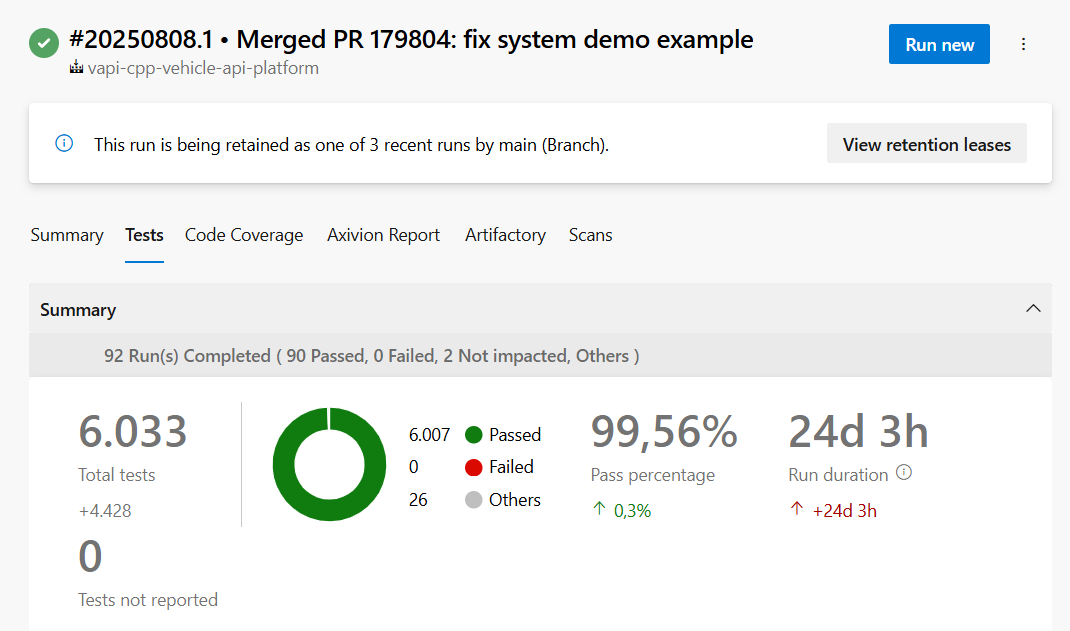 #20250808.1 • Merged PR 179804: fix system demo example
Run new
vapi-cpp-vehicle-api-platform
This run is being retained as one of 3 recent runs by main (Branch).
View retention leases
Summary Tests Code Coverage Axivion Report Artifactory Scans
Summary
92 Run(s) Completed ( 90 Passed, 0 Failed, 2 Not impacted, Others )
6.033
Total tests
+4.428
0
Tests not reported
6.007 Passed
0 Failed
26 Others
99,56%
Pass percentage
0,3%
24d 3h
Run duration
+24d 3h